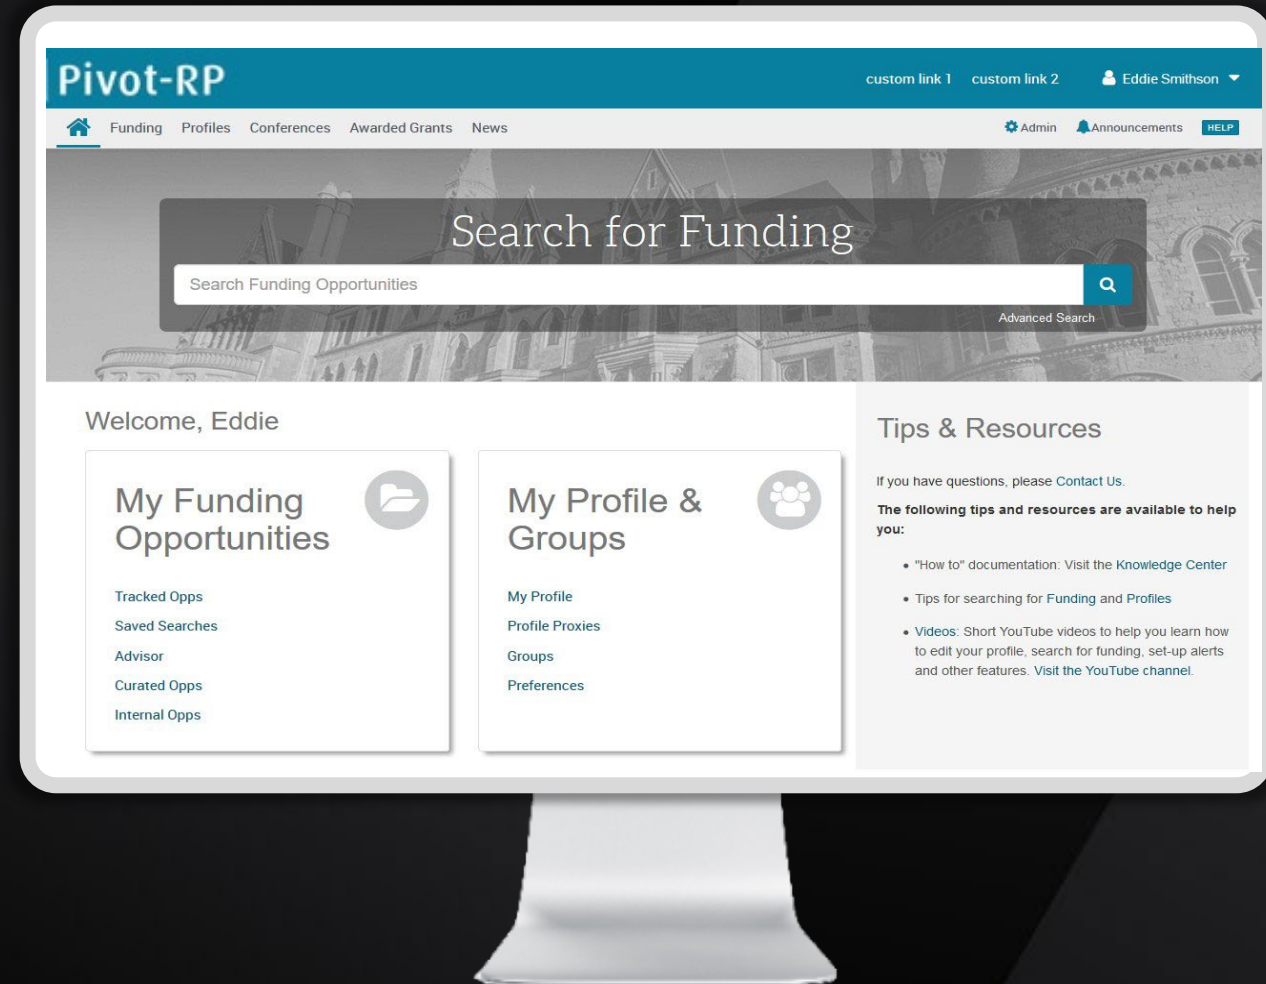 Pivot-RP
custom link 1 custom link 2 Eddie Smithson
Funding Profiles Conferences Awarded Grants News
Admin Announcements HELP
Search for Funding
Search Funding Opportunities
Advanced Search
Welcome, Eddie
My Funding
Opportunities
Tracked Opps
Saved Searches
Advisor
Curated Opps
Internal Opps
My Profile &
Groups
My Profile
Profile Proxies
Groups
Preferences
Tips & Resources
If you have questions, please Contact Us.
The following tips and resources are available to help
you:
• "How to" documentation: Visit the Knowledge Center
• Tips for searching for Funding and Profiles
• Videos: Short YouTube videos to help you learn how
to edit your profile, search for funding, set-up alerts
and other features. Visit the YouTube channel.